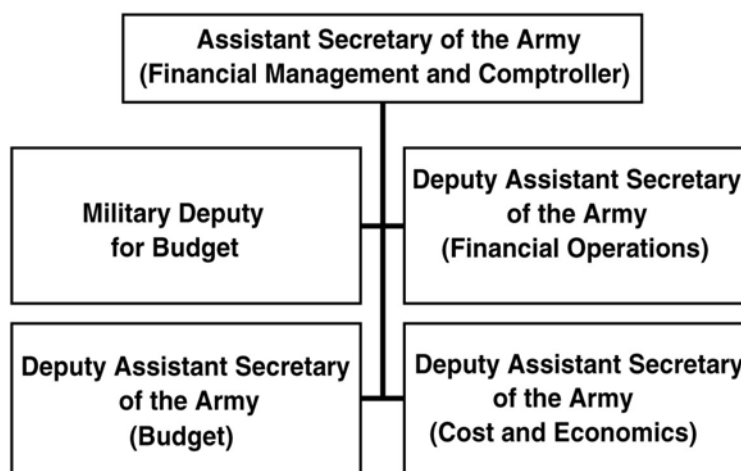 Assistant Secretary of the Army
(Financial Management and Comptroller)
Military Deputy
for Budget
Deputy Assistant Secretary
of the Army
(Financial Operations)
Deputy Assistant Secretary
of the Army
(Budget)
Deputy Assistant Secretary
of the Army
(Cost and Economics)